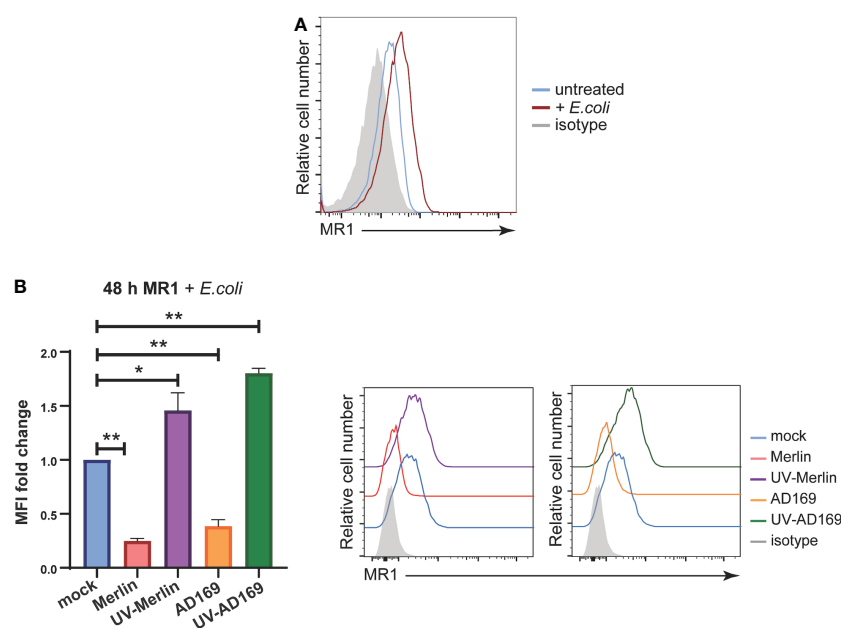 A
Relative cell number
MR1
untreated
+ E.coli
isotype
B
48 h MR1 + E.coli
**
**
*
**
MFI fold change
2.0
1.5
1.0
0.5
0.0
mock
Merlin
UV-Merlin
AD169
UV-AD169
Relative cell number
Relative cell number
MR1
mock
Merlin
UV-Merlin
AD169
UV-AD169
isotype